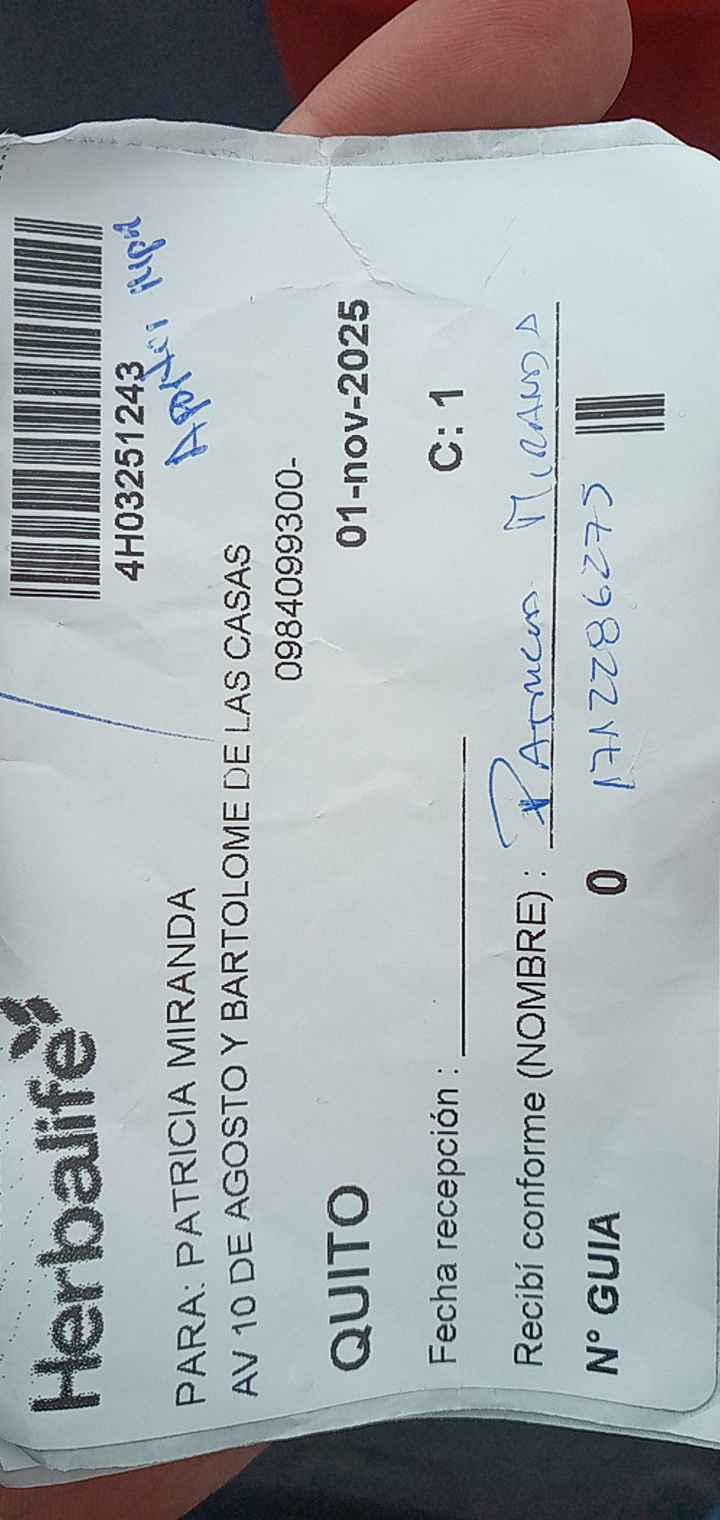 Herbalife
4H03251243
PARA: PATRICIA MIRANDA
AV 10 DE AGOSTO Y BARTOLOME DE LAS CASAS
0984099300-
QUITO 01-nov-2025
Fecha recepción : C: 1
Recibí conforme (NOMBRE) : PATRICIA MIRANDA
N° GUIA 0 1712286275